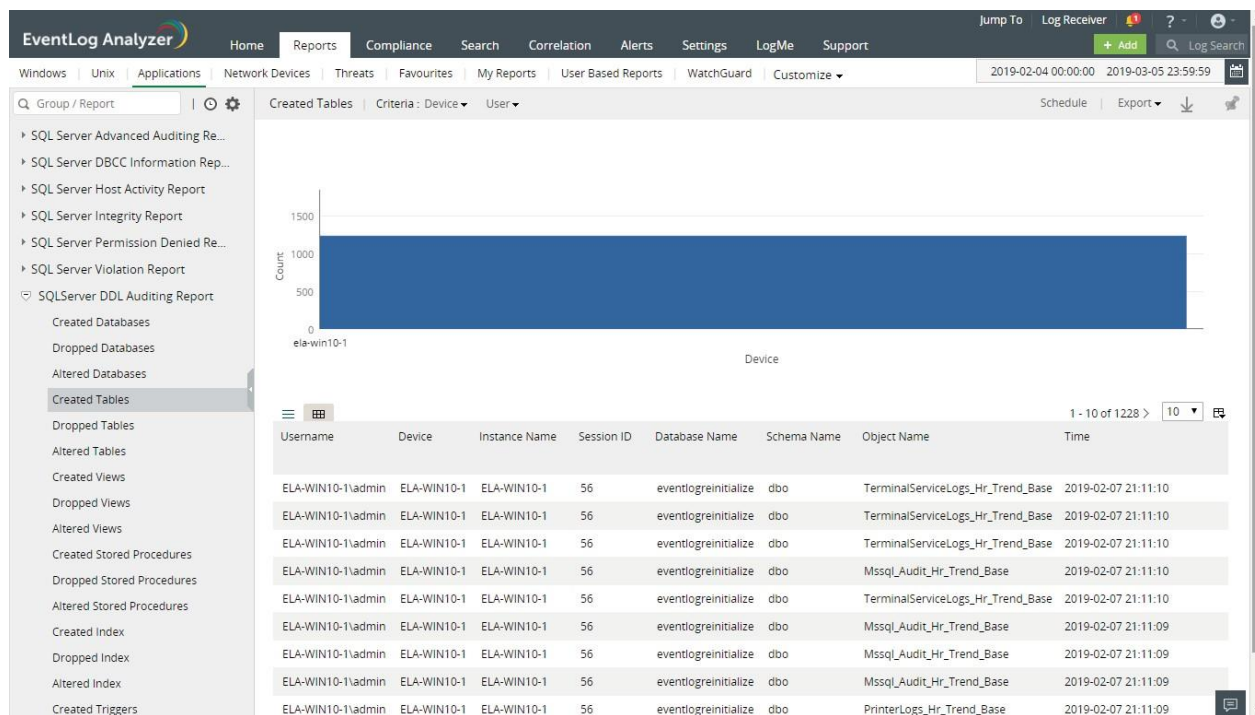 Jump To Log Receiver 1 ?
EventLog Analyzer
Home Reports Compliance Search Correlation Alerts Settings LogMe Support
+ Add Log Search
Windows Unix Applications Network Devices Threats Favourites My Reports User Based Reports WatchGuard Customize
2019-02-04 00:00:00 2019-03-05 23:59:59
Group / Report
Created Tables Criteria : Device User
Schedule Export
SQL Server Advanced Auditing Re...
SQL Server DBCC Information Rep...
SQL Server Host Activity Report
SQL Server Integrity Report
SQL Server Permission Denied Re...
SQL Server Violation Report
SQLServer DDL Auditing Report
Created Databases
Dropped Databases
Altered Databases
Created Tables
Dropped Tables
Altered Tables
Created Views
Dropped Views
Altered Views
Created Stored Procedures
Dropped Stored Procedures
Altered Stored Procedures
Created Index
Dropped Index
Altered Index
Created Triggers
Count
1500
1000
500
0
ela-win10-1
Device
1 - 10 of 1228 > 10
Username Device Instance Name Session ID Database Name Schema Name Object Name Time
ELA-WIN10-1\admin ELA-WIN10-1 ELA-WIN10-1 56 eventlogreinitialize dbo TerminalServiceLogs_Hr_Trend_Base 2019-02-07 21:11:10
ELA-WIN10-1\admin ELA-WIN10-1 ELA-WIN10-1 56 eventlogreinitialize dbo TerminalServiceLogs_Hr_Trend_Base 2019-02-07 21:11:10
ELA-WIN10-1\admin ELA-WIN10-1 ELA-WIN10-1 56 eventlogreinitialize dbo TerminalServiceLogs_Hr_Trend_Base 2019-02-07 21:11:10
ELA-WIN10-1\admin ELA-WIN10-1 ELA-WIN10-1 56 eventlogreinitialize dbo Mssql_Audit_Hr_Trend_Base 2019-02-07 21:11:10
ELA-WIN10-1\admin ELA-WIN10-1 ELA-WIN10-1 56 eventlogreinitialize dbo TerminalServiceLogs_Hr_Trend_Base 2019-02-07 21:11:10
ELA-WIN10-1\admin ELA-WIN10-1 ELA-WIN10-1 56 eventlogreinitialize dbo Mssql_Audit_Hr_Trend_Base 2019-02-07 21:11:09
ELA-WIN10-1\admin ELA-WIN10-1 ELA-WIN10-1 56 eventlogreinitialize dbo Mssql_Audit_Hr_Trend_Base 2019-02-07 21:11:09
ELA-WIN10-1\admin ELA-WIN10-1 ELA-WIN10-1 56 eventlogreinitialize dbo Mssql_Audit_Hr_Trend_Base 2019-02-07 21:11:09
ELA-WIN10-1\admin ELA-WIN10-1 ELA-WIN10-1 56 eventlogreinitialize dbo PrinterLogs_Hr_Trend_Base 2019-02-07 21:11:09